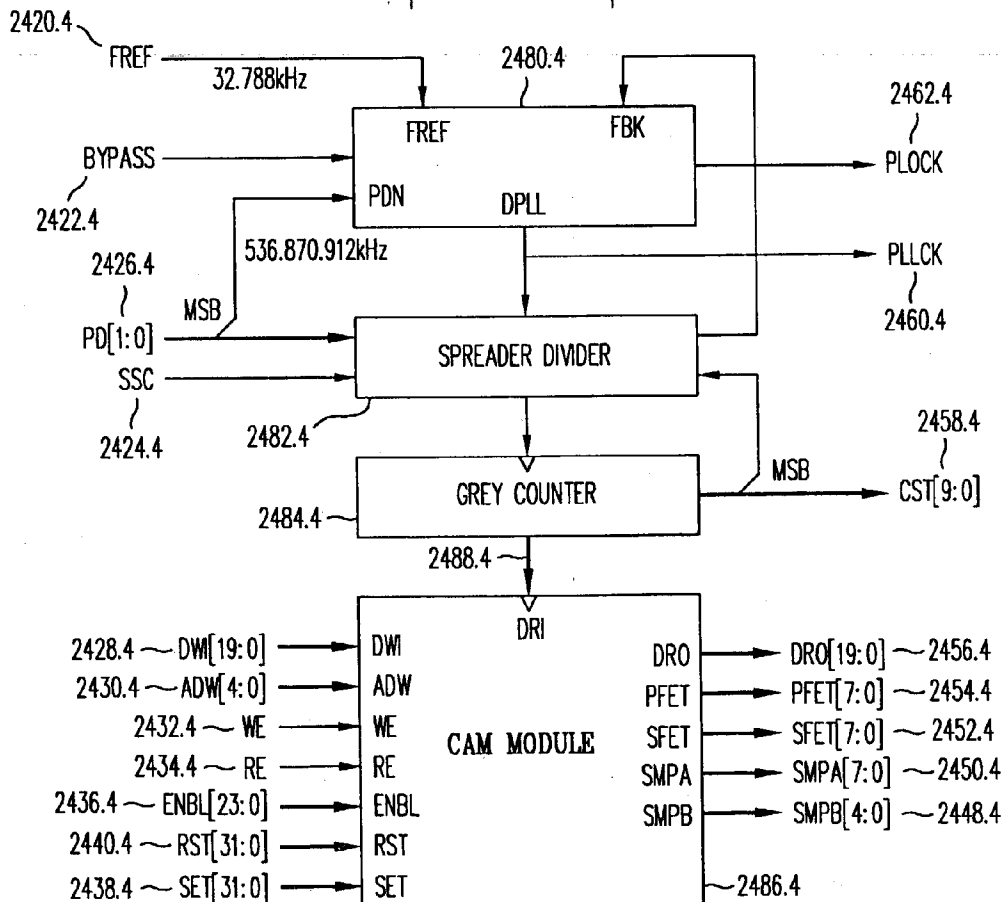 2420.4
FREF
32.788kHz
2480.4
2462.4
FREF
FBK
PLOCK
BYPASS
PDN
DPLL
2422.4
536.870.912kHz
2426.4
PLLCK
MSB
2460.4
PD[1:0]
SPREADER DIVIDER
SSC
2424.4
2482.4
2458.4
MSB
GREY COUNTER
CST[9:0]
2484.4
2488.4
DRI
2428.4 DWI[19:0] DWI
DRO DRO[19:0] 2456.4
2430.4 ADW[4:0] ADW
PFET PFET[7:0] 2454.4
2432.4 WE WE
SFET SFET[7:0] 2452.4
CAM MODULE
2434.4 RE RE
SMPA SMPA[7:0] 2450.4
2436.4 ENBL[23:0] ENBL
SMPB SMPB[4:0] 2448.4
2440.4 RST[31:0] RST
2438.4 SET[31:0] SET
2486.4